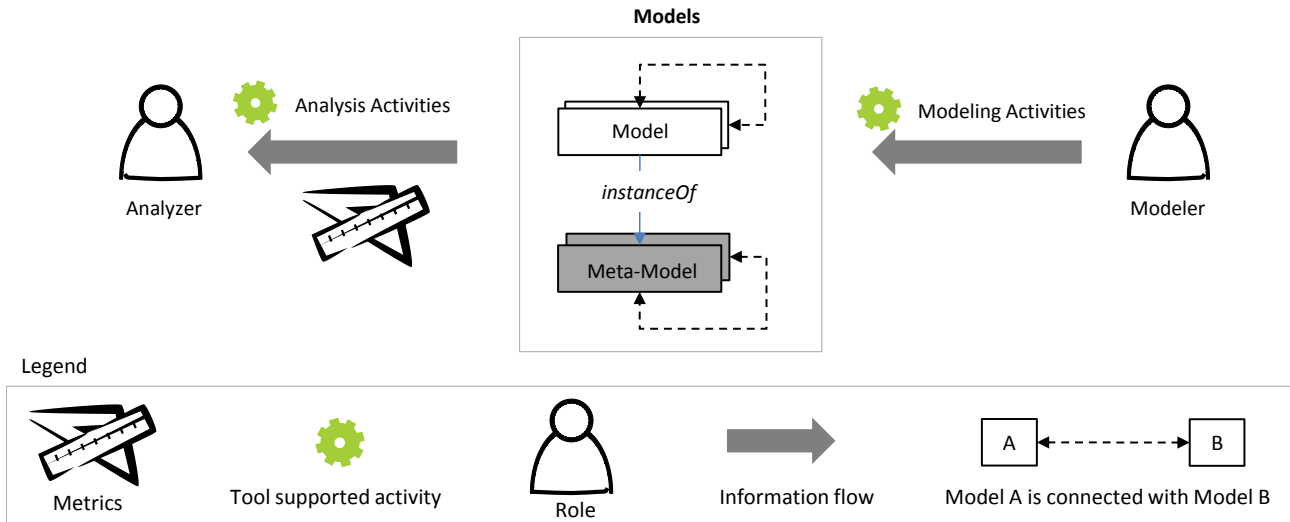 Models
Analysis Activities
Modeling Activities
Model
instanceOf
Analyzer
Modeler
Meta-Model
Legend
A
B
Metrics
Tool supported activity
Role
Information flow
Model A is connected with Model B